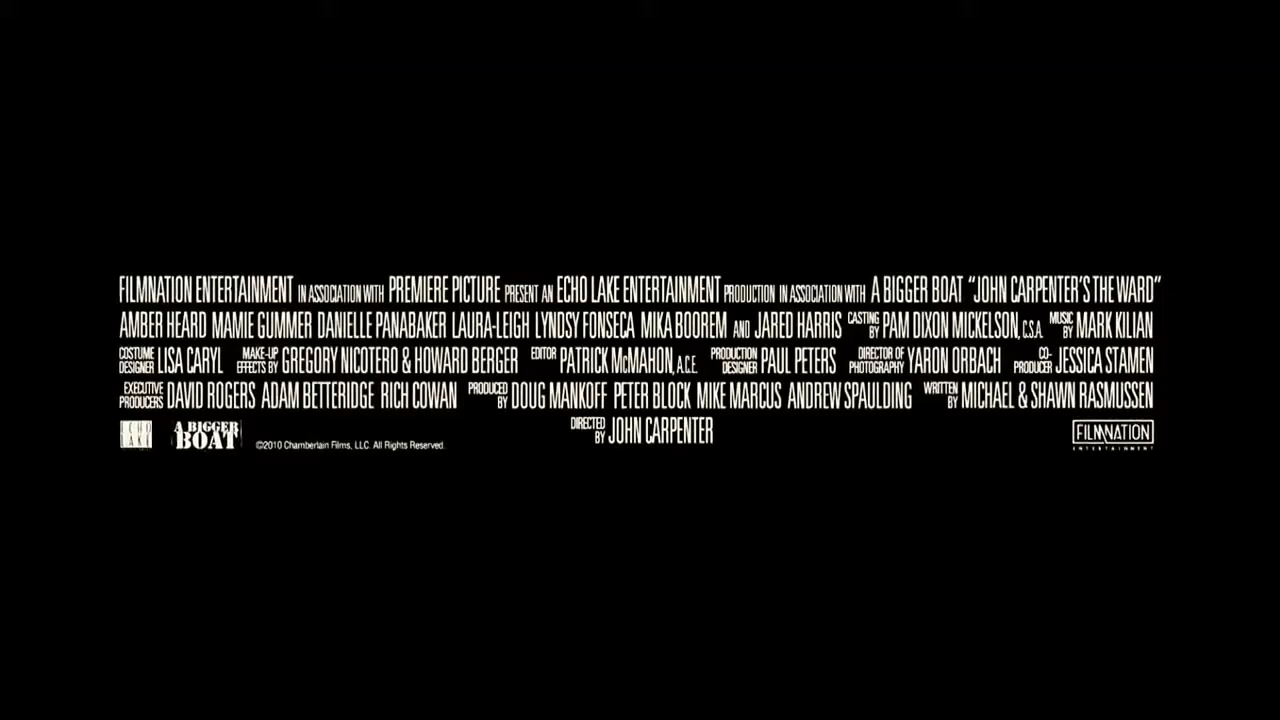 FILMNATION ENTERTAINMENT IN ASSOCIATION WITH PREMIERE PICTURE PRESENT AN ECHO LAKE ENTERTAINMENT PRODUCTION IN ASSOCIATION WITH A BIGGER BOAT "JOHN CARPENTER'S THE WARD"
AMBER HEARD MAMIE GUMMER DANIELLE PANABAKER LAURA-LEIGH LYNDSY FONSECA MIKA BOOREM AND JARED HARRIS CASTING BY PAM DIXON MICKELSON, C.S.A. MUSIC BY MARK KILIAN
COSTUME DESIGNER LISA CARYL MAKE-UP EFFECTS BY GREGORY NICOTERO & HOWARD BERGER EDITOR PATRICK McMAHON, A.C.E. PRODUCTION DESIGNER PAUL PETERS DIRECTOR OF PHOTOGRAPHY YARON ORBACH CO-PRODUCER JESSICA STAMEN
EXECUTIVE PRODUCERS DAVID ROGERS ADAM BETTERIDGE RICH COWAN PRODUCED BY DOUG MANKOFF PETER BLOCK MIKE MARCUS ANDREW SPAULDING WRITTEN BY MICHAEL & SHAWN RASMUSSEN
DIRECTED BY JOHN CARPENTER
ECHO LAKE
A BIGGER BOAT
©2010 Chamberlain Films, LLC. All Rights Reserved.
FILMNATION
ENTERTAINMENT